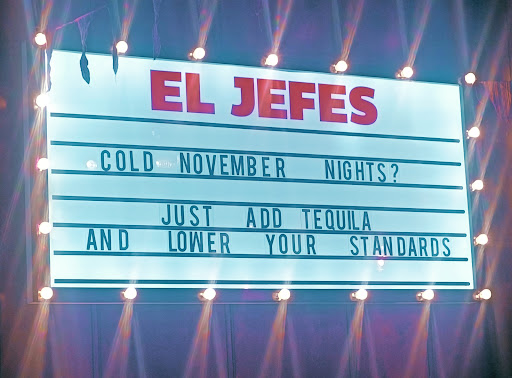 EL JEFES
COLD NOVEMBER NIGHTS?
JUST ADD TEQUILA
AND LOWER YOUR STANDARDS